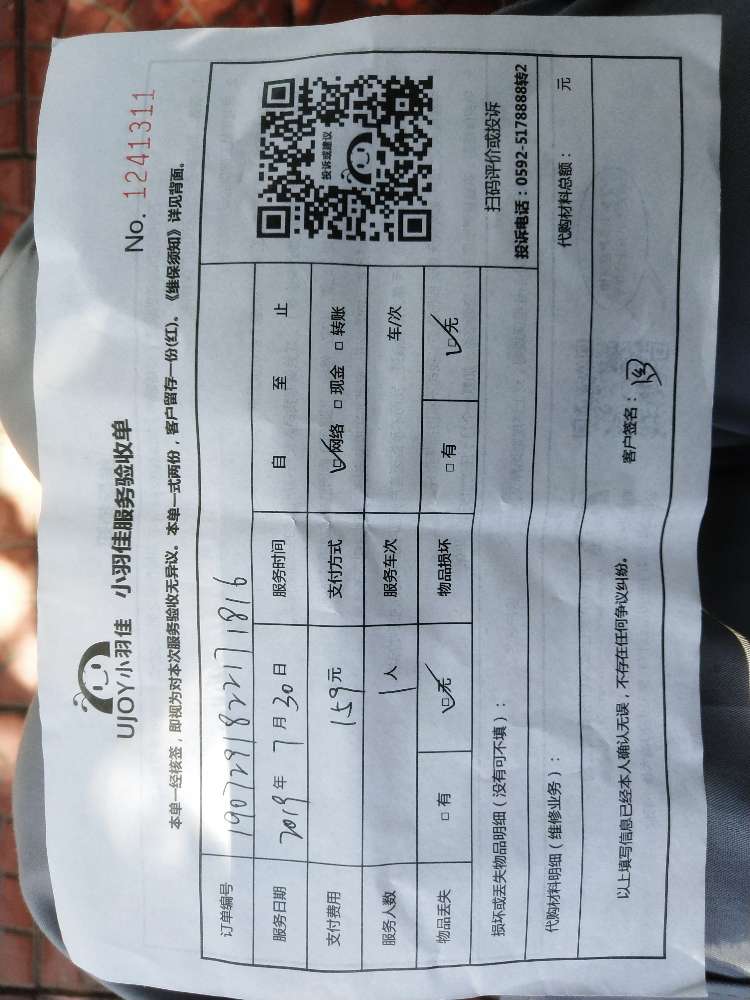 UJOY小羽佳 小羽佳服务验收单
No. 1241311
本单一经核签，即视为对本次服务验收无异议。本单一式两份，客户留存一份(红)。《维保须知》详见背面。
订单编号 190729182217 1816
服务日期 2019年 7月 30日 服务时间 自 至 止
支付费用 159元 支付方式 ☑网络 □现金 □转账
服务人数 1人 服务车次 车/次
物品丢失 □有 ☑无 物品损坏 □有 ☑无
投诉或建议
扫码评价或投诉
投诉电话：0592-5178888转2
损坏或丢失物品明细（没有可不填）：
代购材料明细（维修业务）： 代购材料总额： 元
以上填写信息已经本人确认无误，不存在任何争议纠纷。 客户签名：